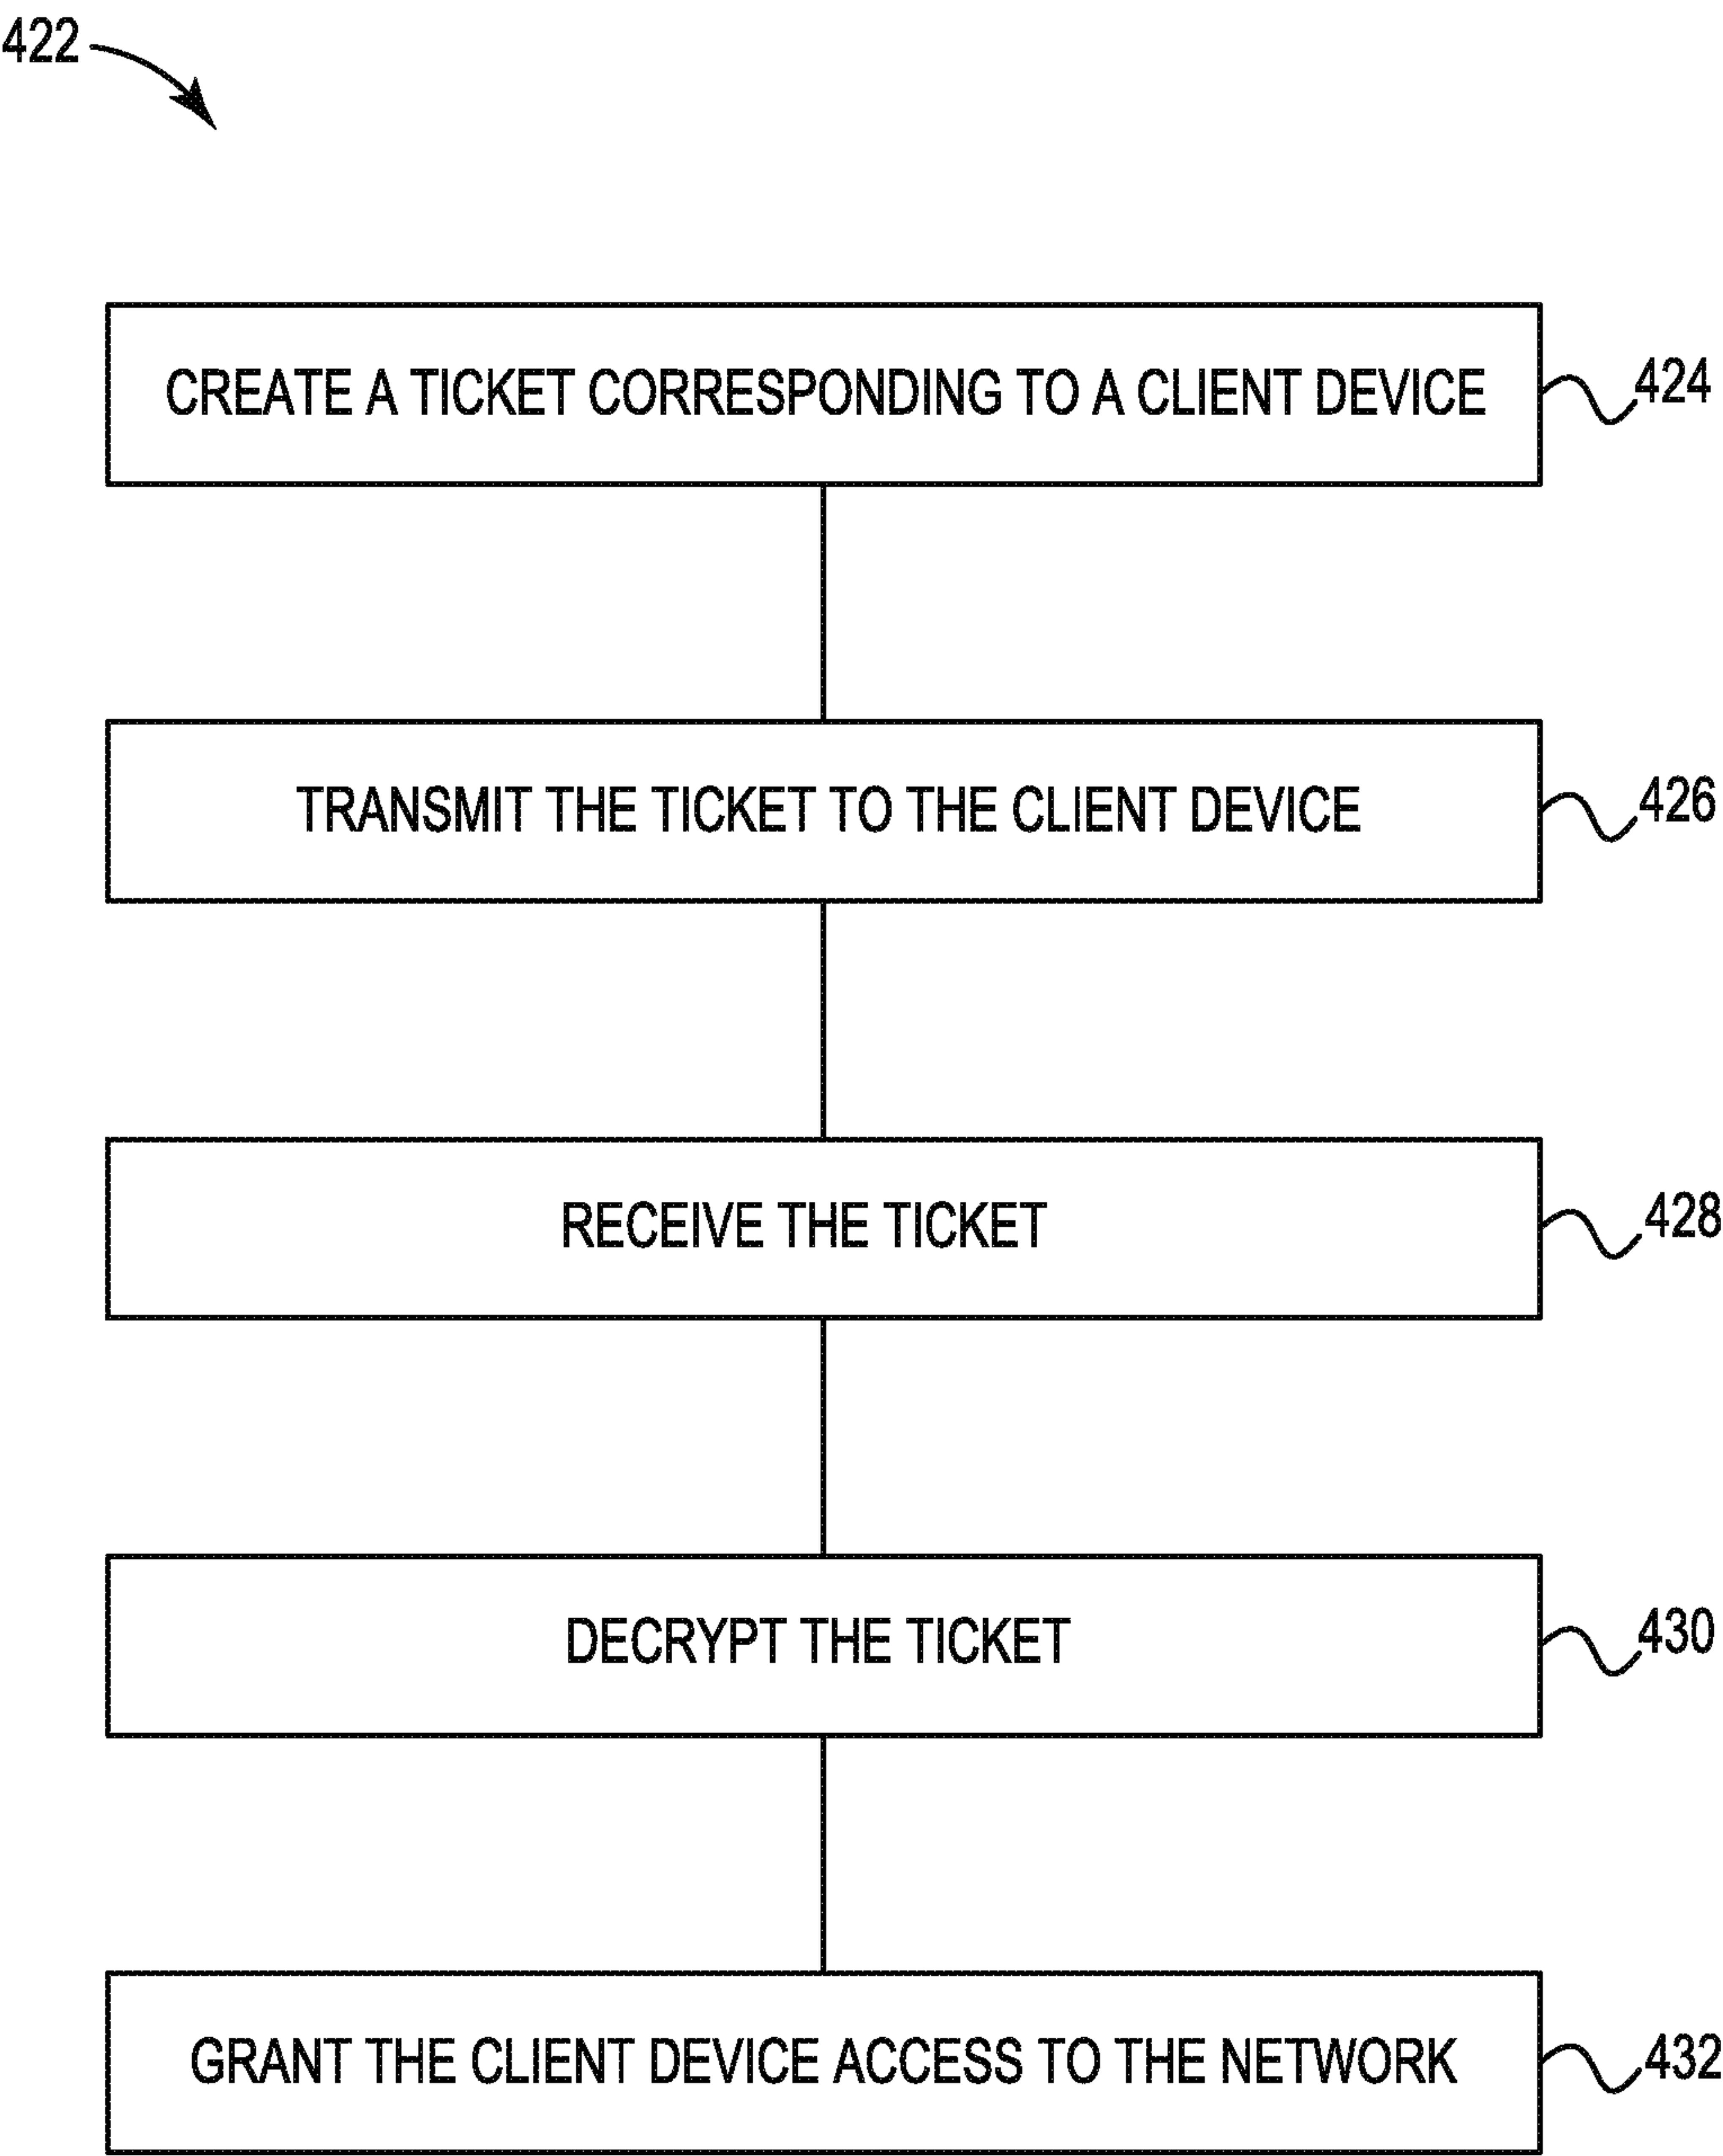 422
CREATE A TICKET CORRESPONDING TO A CLIENT DEVICE
424
TRANSMIT THE TICKET TO THE CLIENT DEVICE
426
RECEIVE THE TICKET
428
DECRYPT THE TICKET
430
GRANT THE CLIENT DEVICE ACCESS TO THE NETWORK
432